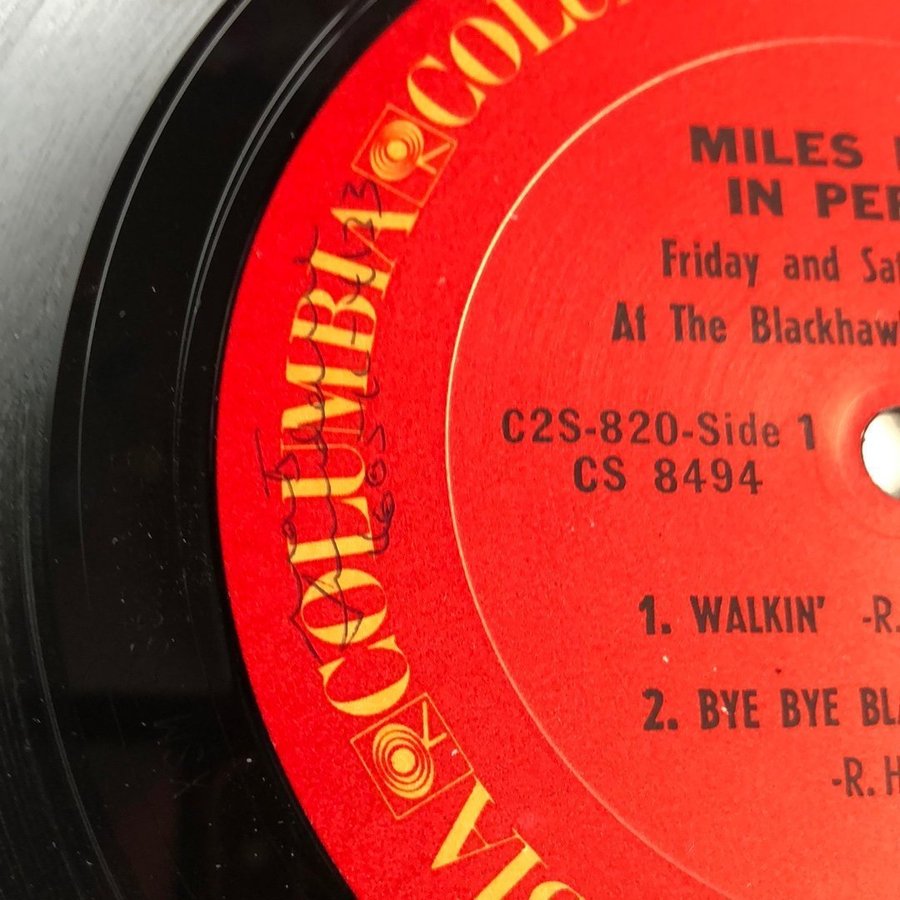 COLUMBIA
COLU
MILES
IN PER
Friday and Sat
At The Blackhaw
C2S-820-Side 1
CS 8494
1. WALKIN' -R.
2. BYE BYE BLA
-R. H
IA